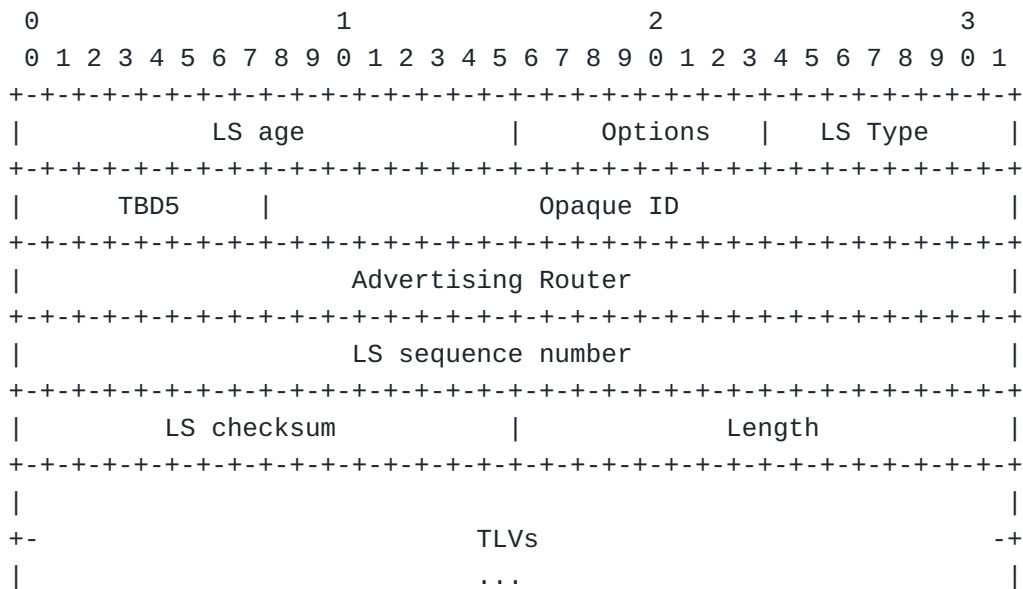 0                   1                   2                   3
 0 1 2 3 4 5 6 7 8 9 0 1 2 3 4 5 6 7 8 9 0 1 2 3 4 5 6 7 8 9 0 1
+-+-+-+-+-+-+-+-+-+-+-+-+-+-+-+-+-+-+-+-+-+-+-+-+-+-+-+-+-+-+-+-+
|            LS age             |     Options   |   LS Type     |
+-+-+-+-+-+-+-+-+-+-+-+-+-+-+-+-+-+-+-+-+-+-+-+-+-+-+-+-+-+-+-+-+
|      TBD5     |                 Opaque ID                     |
+-+-+-+-+-+-+-+-+-+-+-+-+-+-+-+-+-+-+-+-+-+-+-+-+-+-+-+-+-+-+-+-+
|                     Advertising Router                        |
+-+-+-+-+-+-+-+-+-+-+-+-+-+-+-+-+-+-+-+-+-+-+-+-+-+-+-+-+-+-+-+-+
|                     LS sequence number                        |
+-+-+-+-+-+-+-+-+-+-+-+-+-+-+-+-+-+-+-+-+-+-+-+-+-+-+-+-+-+-+-+-+
|         LS checksum           |             Length            |
+-+-+-+-+-+-+-+-+-+-+-+-+-+-+-+-+-+-+-+-+-+-+-+-+-+-+-+-+-+-+-+-+
|                                                               |
+-                            TLVs                             -+
|                             ...                               |